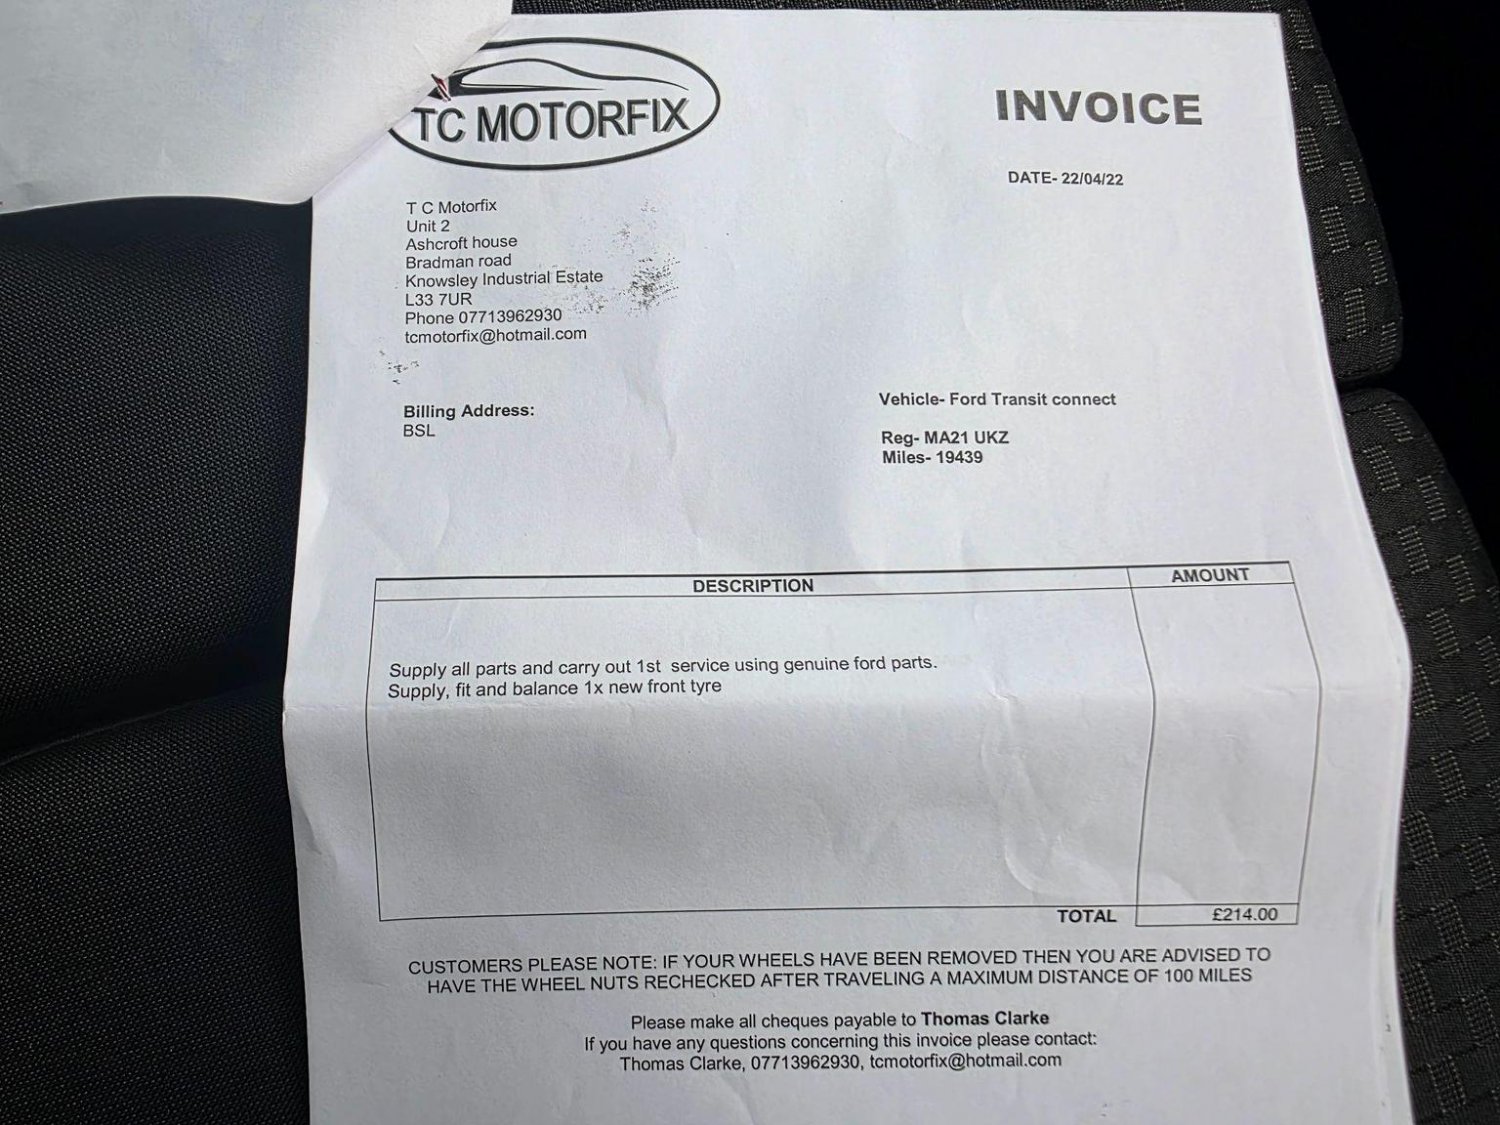 TC MOTORFIX
INVOICE
DATE- 22/04/22
T C Motorfix
Unit 2
Ashcroft house
Bradman road
Knowsley Industrial Estate
L33 7UR
Phone 07713962930
tcmotorfix@hotmail.com
Billing Address:
BSL
Vehicle- Ford Transit connect
Reg- MA21 UKZ
Miles- 19439
DESCRIPTION AMOUNT
Supply all parts and carry out 1st service using genuine ford parts.
Supply, fit and balance 1x new front tyre
TOTAL £214.00
CUSTOMERS PLEASE NOTE: IF YOUR WHEELS HAVE BEEN REMOVED THEN YOU ARE ADVISED TO
HAVE THE WHEEL NUTS RECHECKED AFTER TRAVELING A MAXIMUM DISTANCE OF 100 MILES
Please make all cheques payable to Thomas Clarke
If you have any questions concerning this invoice please contact:
Thomas Clarke, 07713962930, tcmotorfix@hotmail.com